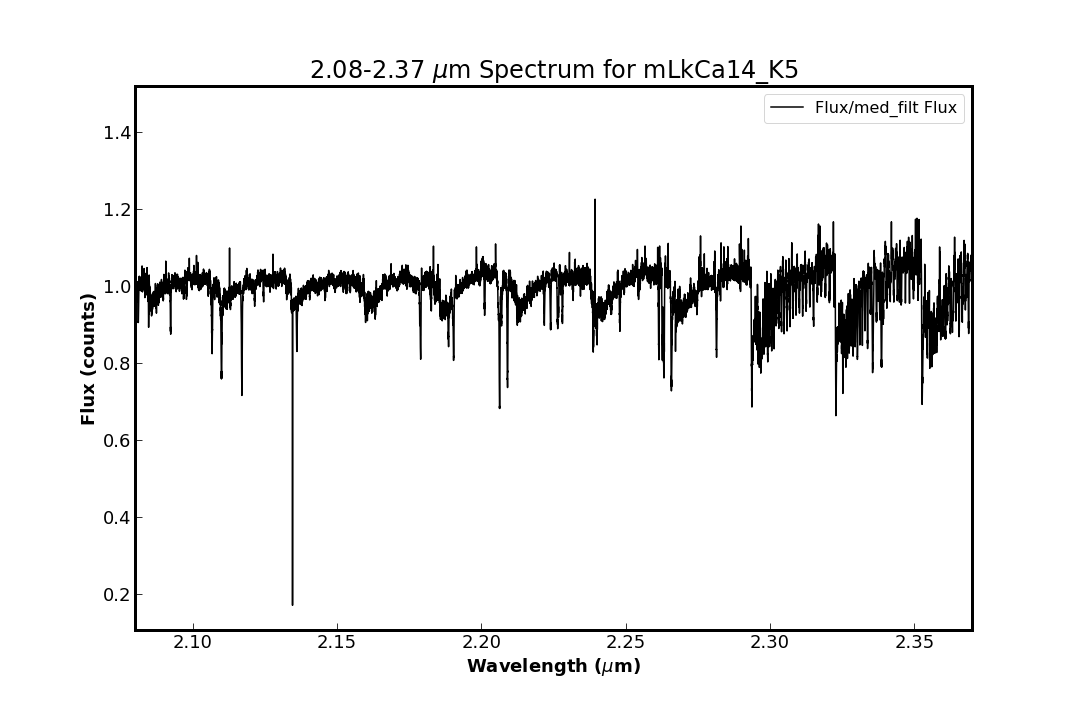 2.08-2.37 μm Spectrum for mLkCa14_K5
Flux/med_filt Flux
1.4
1.2
1.0
0.8
0.6
0.4
0.2
Flux (counts)
2.10 2.15 2.20 2.25 2.30 2.35
Wavelength (μm)